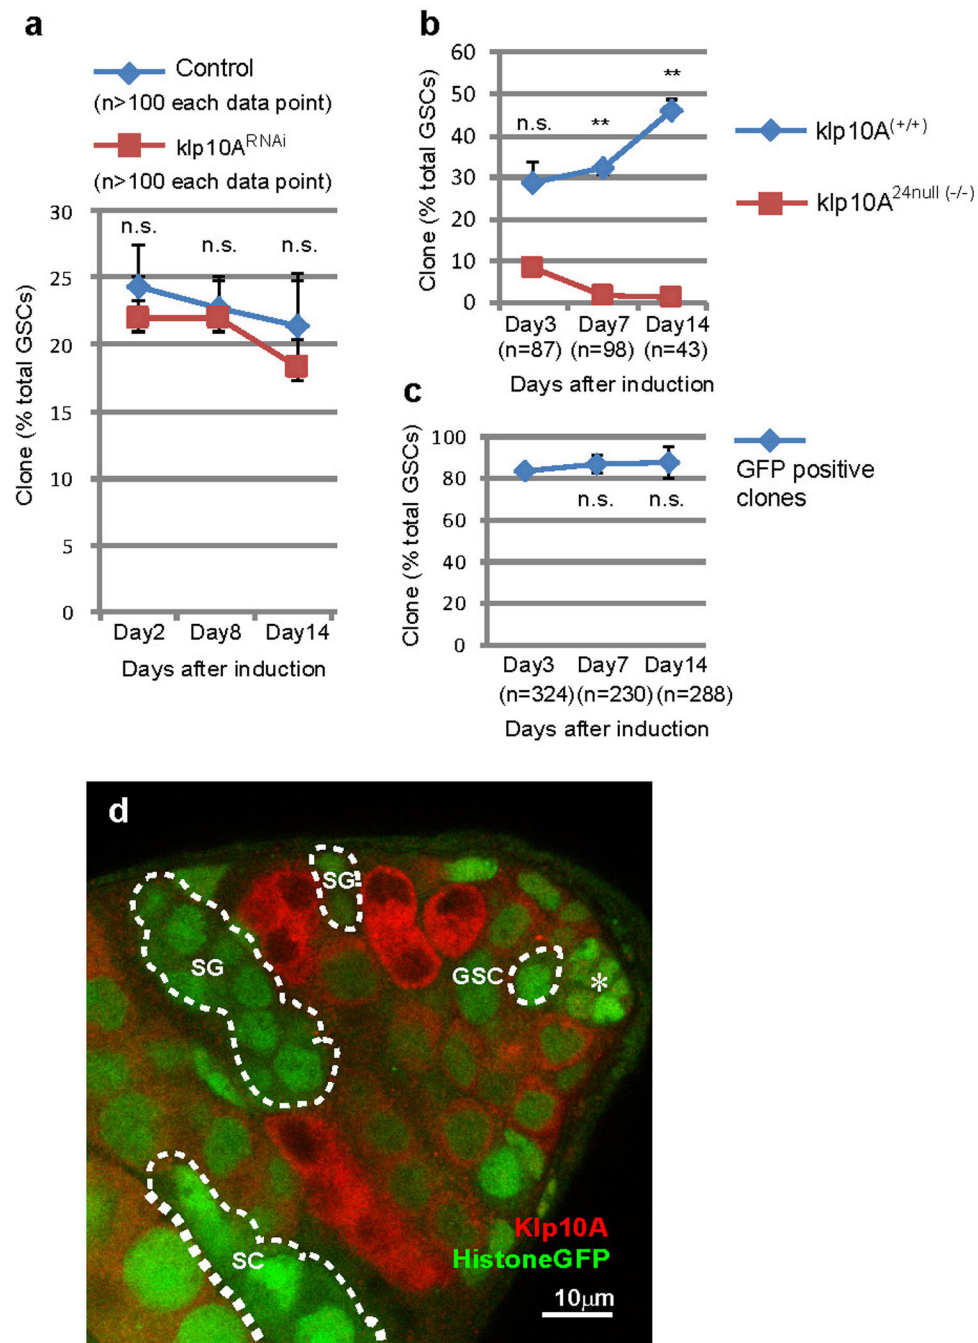 a
Control
(n>100 each data point)
klp10A^RNAi
(n>100 each data point)
Clone (% total GSCs)
30
25
20
15
10
5
0
n.s.
n.s.
n.s.
Day2 Day8 Day14
Days after induction
b
Clone (% total GSCs)
60
50
40
30
20
10
0
n.s.
**
**
Day3 Day7 Day14
(n=87) (n=98) (n=43)
Days after induction
klp10A^(+/+)
klp10A^24null (-/-)
c
Clone (% total GSCs)
100
80
60
40
20
0
n.s. n.s.
Day3 Day7 Day14
(n=324) (n=230) (n=288)
Days after induction
GFP positive
clones
d
SG
SG
GSC
*
SC
Klp10A
HistoneGFP
10μm